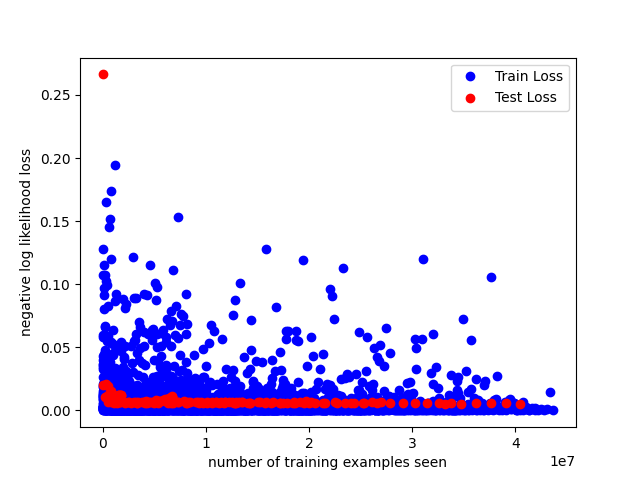 Train Loss
Test Loss
0.25
0.20
0.15
0.10
0.05
0.00
negative log likelihood loss
0 1 2 3 4
1e7
number of training examples seen